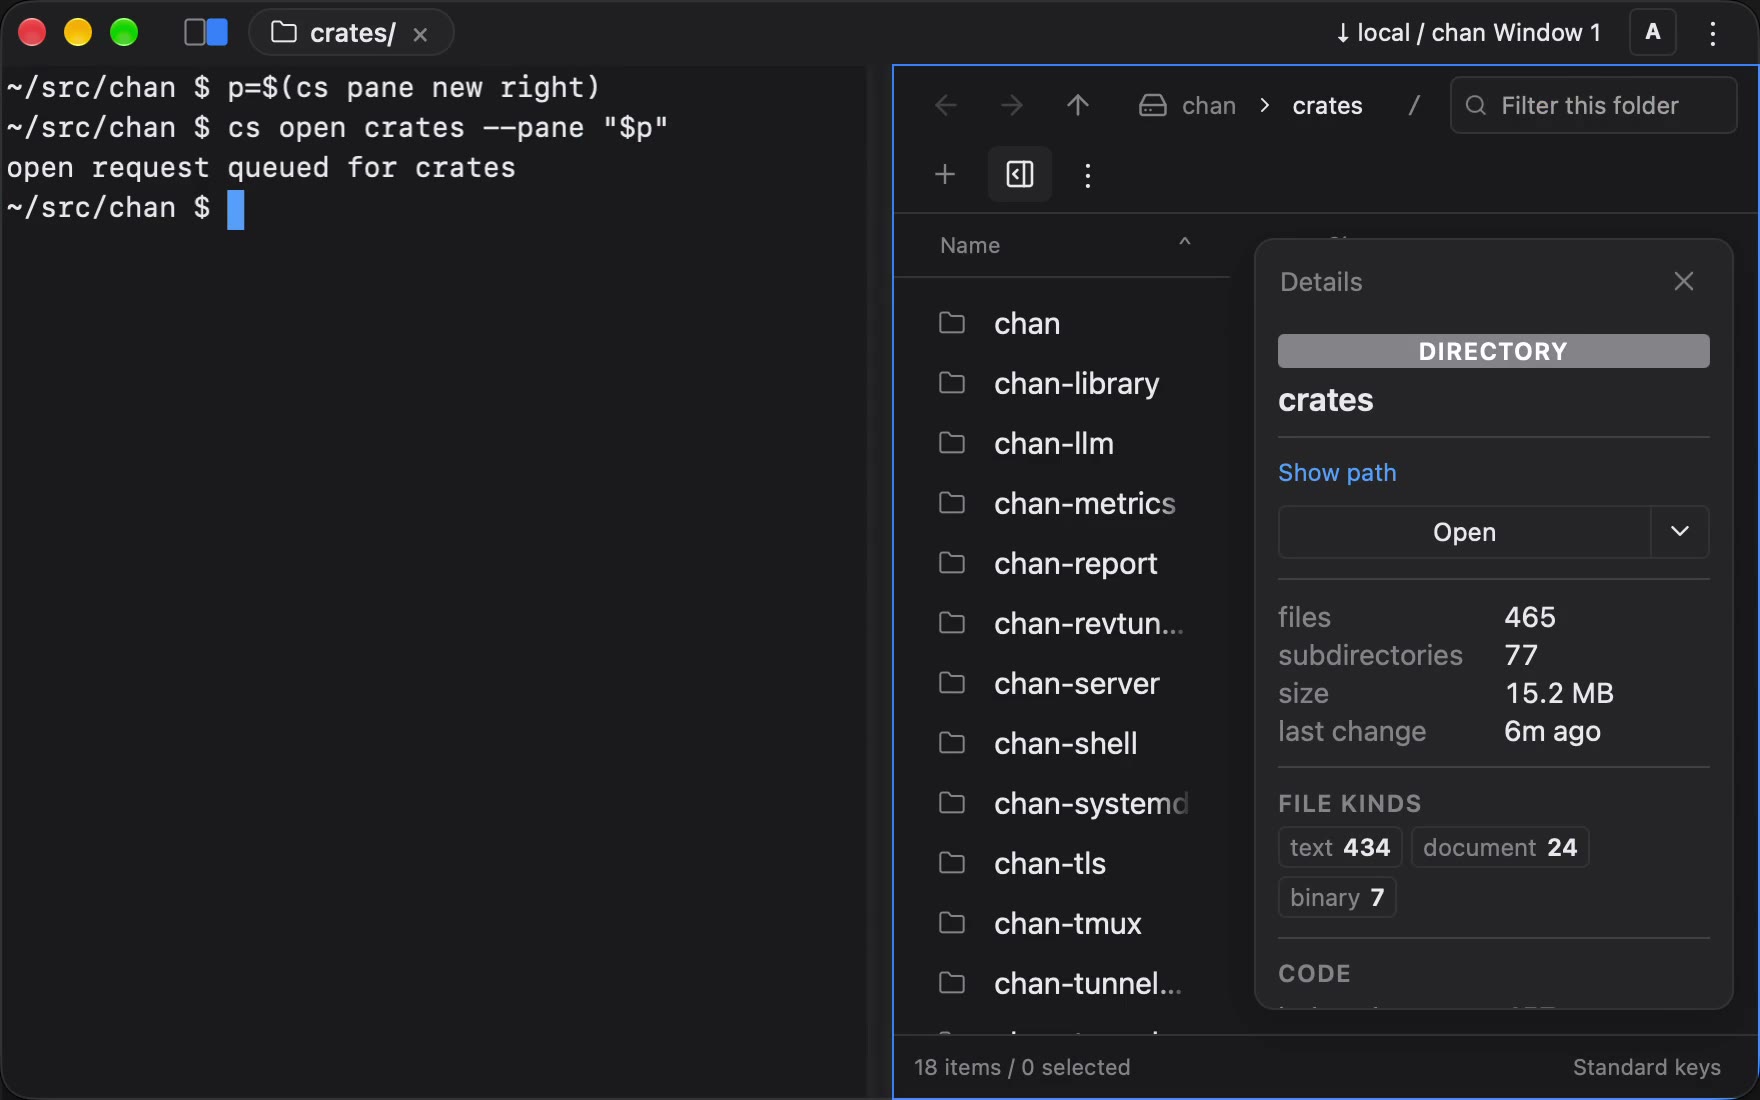 crates/
↓ local / chan Window 1
A
~/src/chan $ p=$(cs pane new right)
~/src/chan $ cs open crates --pane "$p"
open request queued for crates
~/src/chan $
chan > crates /
Filter this folder
Name
chan
chan-library
chan-llm
chan-metrics
chan-report
chan-revtun...
chan-server
chan-shell
chan-systemd
chan-tls
chan-tmux
chan-tunnel...
Details
DIRECTORY
crates
Show path
Open
files 465
subdirectories 77
size 15.2 MB
last change 6m ago
FILE KINDS
text 434 document 24
binary 7
CODE
18 items / 0 selected
Standard keys